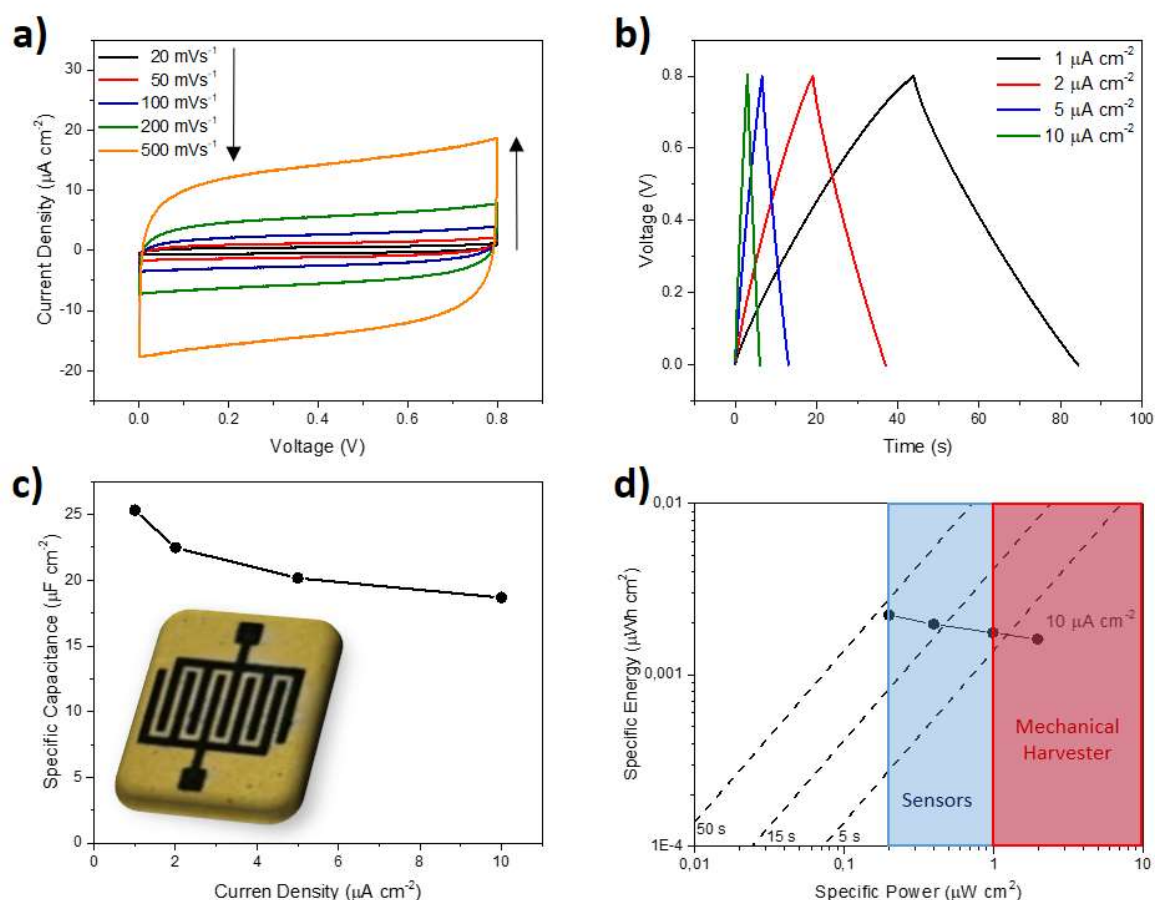 a)
20 mVs⁻¹
50 mVs⁻¹
100 mVs⁻¹
200 mVs⁻¹
500 mVs⁻¹
30
20
10
0
-10
-20
Current Density (µA cm⁻²)
0.0
0.2
0.4
0.6
0.8
Voltage (V)
b)
1 µA cm⁻²
2 µA cm⁻²
5 µA cm⁻²
10 µA cm⁻²
0.8
0.6
0.4
0.2
0.0
Voltage (V)
0
20
40
60
80
100
Time (s)
c)
25
20
15
10
5
0
Specific Capacitance (µF cm⁻²)
0
2
4
6
8
10
Curren Density (µA cm⁻²)
d)
0,01
0,001
1E-4
Specific Energy (µWh cm²)
10 µA cm⁻²
Mechanical
Harvester
Sensors
50 s
15 s
5 s
0,01
0,1
1
10
Specific Power (µW cm²)